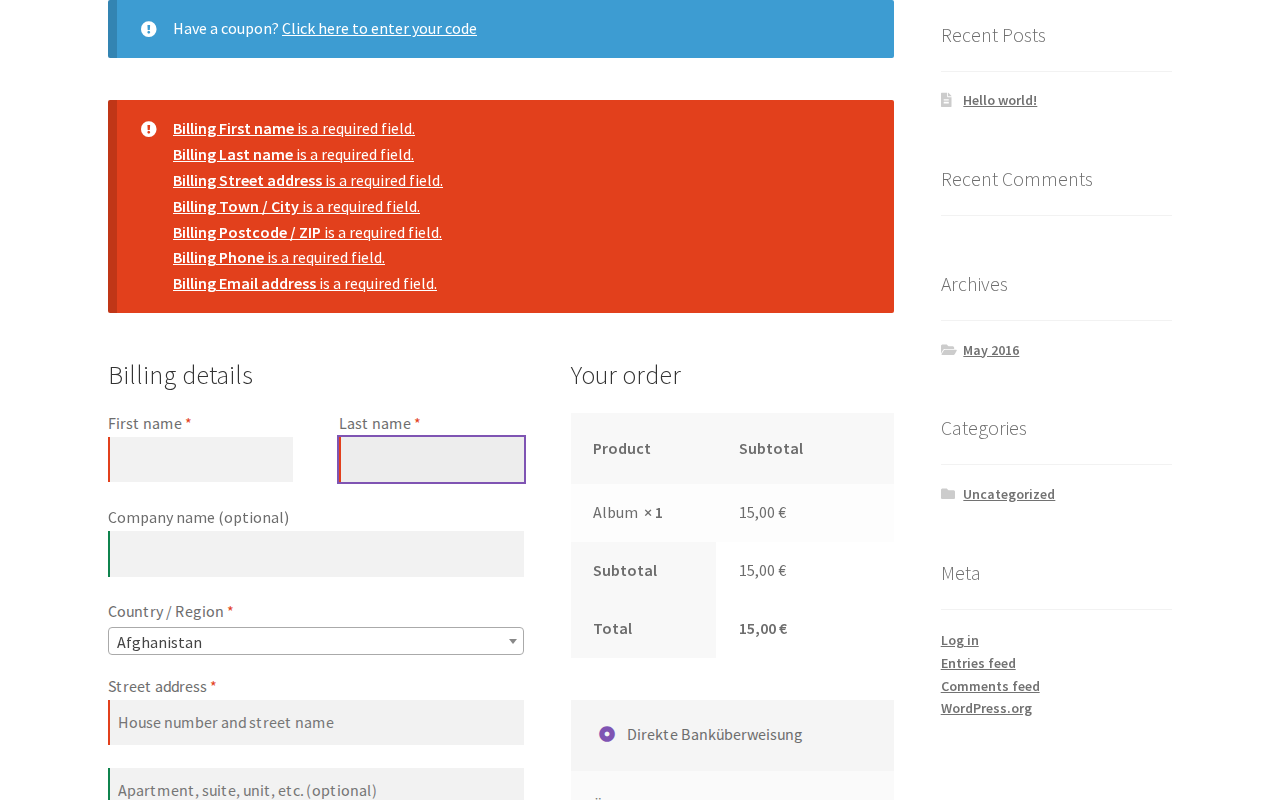 Have a coupon? Click here to enter your code
Billing First name is a required field.
Billing Last name is a required field.
Billing Street address is a required field.
Billing Town / City is a required field.
Billing Postcode / ZIP is a required field.
Billing Phone is a required field.
Billing Email address is a required field.
Billing details
First name *
Last name *
Company name (optional)
Country / Region *
Afghanistan
Street address *
House number and street name
Apartment, suite, unit, etc. (optional)
Your order
Product Subtotal
Album × 1 15,00 €
Subtotal 15,00 €
Total 15,00 €
Direkte Banküberweisung
Recent Posts
Hello world!
Recent Comments
Archives
May 2016
Categories
Uncategorized
Meta
Log in
Entries feed
Comments feed
WordPress.org